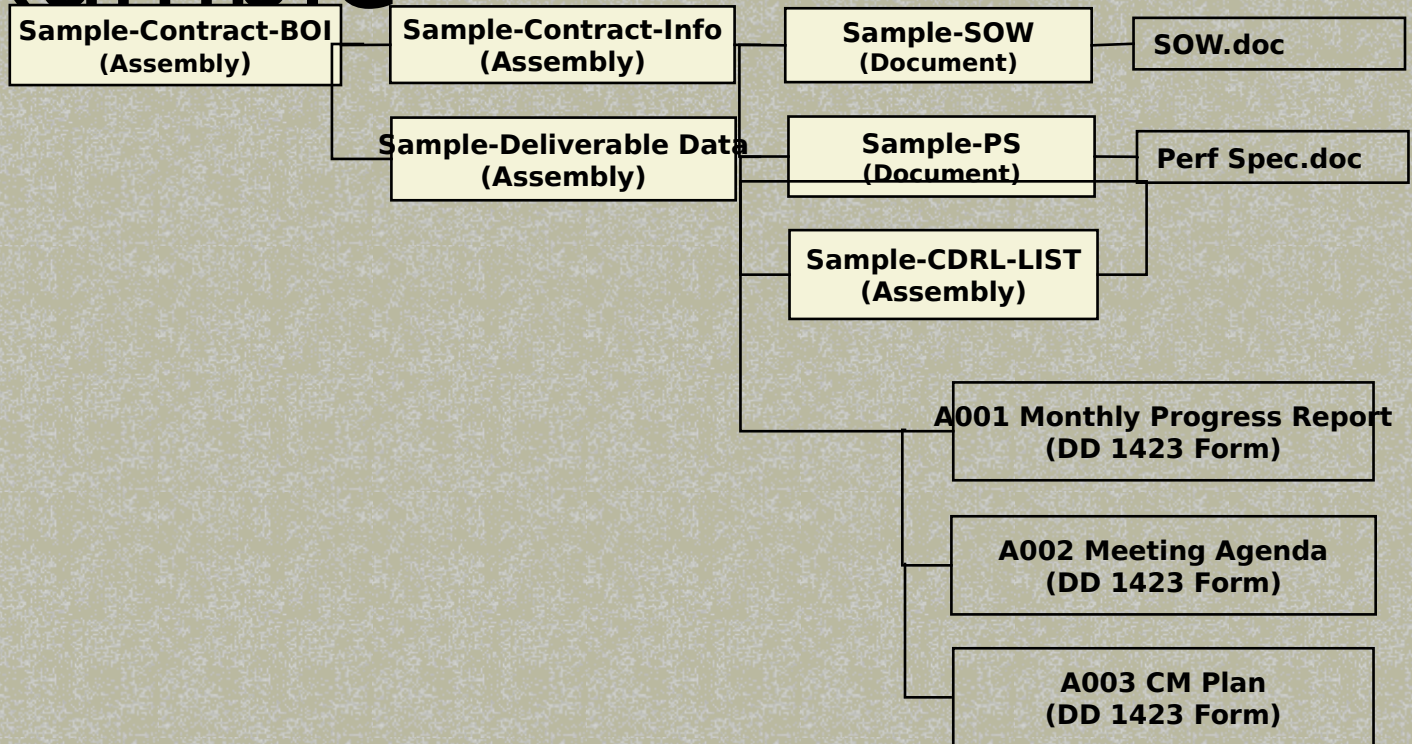 Sample-Contract-BOI
(Assembly)
Sample-Contract-Info
(Assembly)
Sample-SOW
(Document)
SOW.doc
Sample-Deliverable Data
(Assembly)
Sample-PS
(Document)
Perf Spec.doc
Sample-CDRL-LIST
(Assembly)
A001 Monthly Progress Report
(DD 1423 Form)
A002 Meeting Agenda
(DD 1423 Form)
A003 CM Plan
(DD 1423 Form)